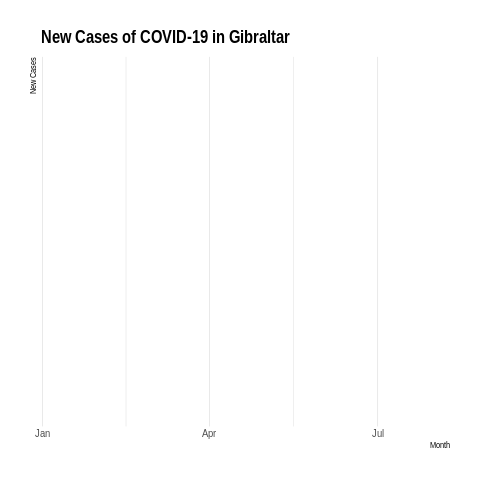 New Cases of COVID-19 in Gibraltar
New Cases
Jan
Apr
Jul
Month